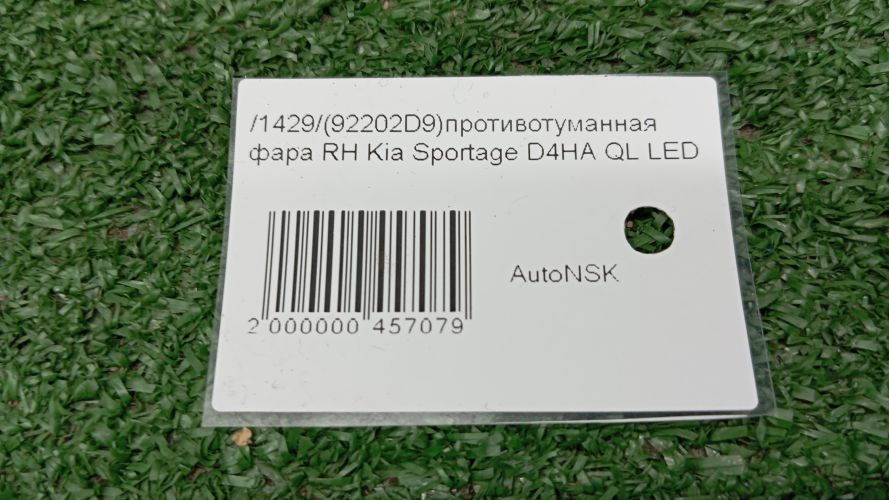 /1429/(92202D9)противотуманная
фара RH Kia Sportage D4HA QL LED
AutoNSK
2 000000 457079